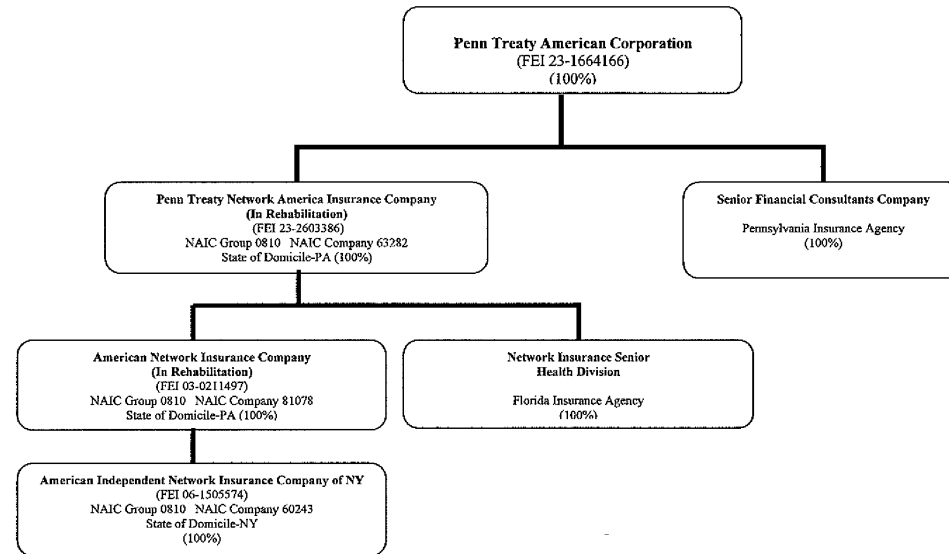 Penn Treaty American Corporation
(FEI 23-1664166)
(100%)
Penn Treaty Network America Insurance Company
(In Rehabilitation)
(FEI 23-2603386)
NAIC Group 0810 NAIC Company 63282
State of Domicile-PA (100%)
Senior Financial Consultants Company
Pennsylvania Insurance Agency
(100%)
American Network Insurance Company
(In Rehabilitation)
(FEI 03-0211497)
NAIC Group 0810 NAIC Company 81078
State of Domicile-PA (100%)
Network Insurance Senior
Health Division
Florida Insurance Agency
(100%)
American Independent Network Insurance Company of NY
(FEI 06-1505574)
NAIC Group 0810 NAIC Company 60243
State of Domicile-NY
(100%)